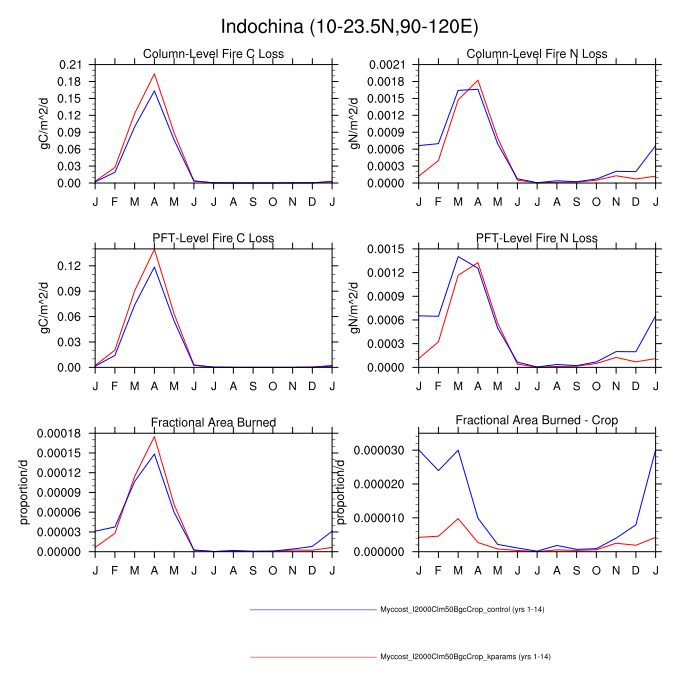 Indochina (10-23.5N,90-120E)
Column-Level Fire C Loss
gC/m^2/d
0.21
0.18
0.15
0.12
0.09
0.06
0.03
0.00
J F M A M J J A S O N D J
Column-Level Fire N Loss
gN/m^2/d
0.0021
0.0018
0.0015
0.0012
0.0009
0.0006
0.0003
0.0000
J F M A M J J A S O N D J
PFT-Level Fire C Loss
gC/m^2/d
0.12
0.09
0.06
0.03
0.00
J F M A M J J A S O N D J
PFT-Level Fire N Loss
gN/m^2/d
0.0015
0.0012
0.0009
0.0006
0.0003
0.0000
J F M A M J J A S O N D J
Fractional Area Burned
proportion/d
0.00018
0.00015
0.00012
0.00009
0.00006
0.00003
0.00000
J F M A M J J A S O N D J
Fractional Area Burned - Crop
proportion/d
0.000030
0.000020
0.000010
0.000000
J F M A M J J A S O N D J
Myccost_I2000Clm50BgcCrop_control (yrs 1-14)
Myccost_I2000Clm50BgcCrop_kparams (yrs 1-14)